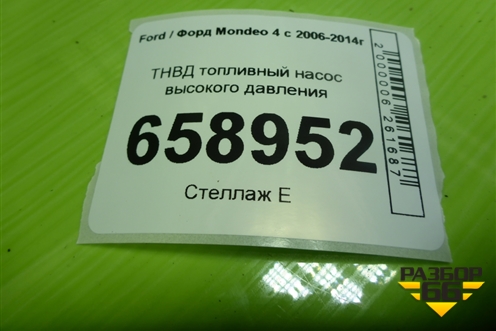 Ford / Форд Mondeo 4 с 2006-2014г
ТНВД топливный насос
высокого давления
658952
Стеллаж Е
2000006261687
РАЗБОР
66